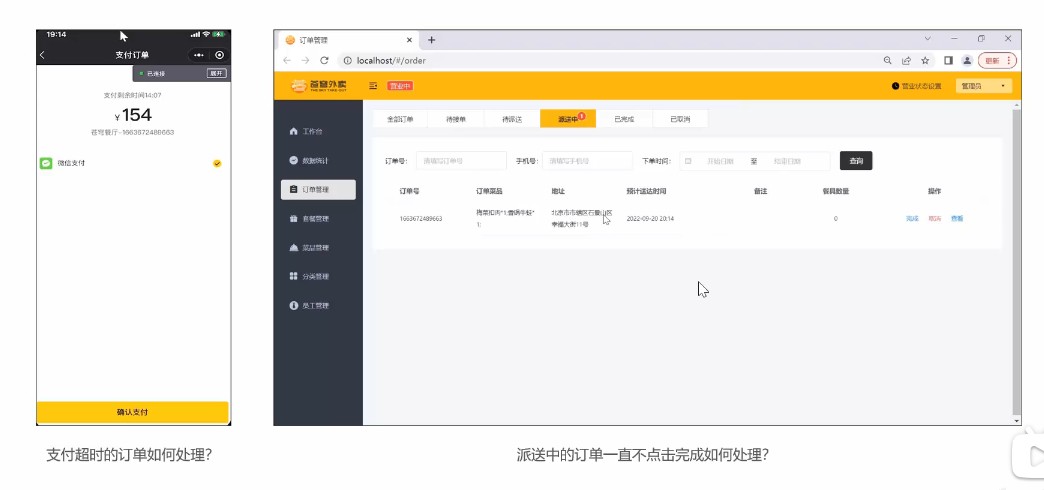 19:14
支付订单
已连接
展开
支付剩余时间14:07
¥154
苍穹餐厅-1663672480663
微信支付
确认支付
支付超时的订单如何处理?
订单管理
localhost/#/order
更新
苍穹外卖
营业中
营业状态设置
管理员
工作台
数据统计
订单管理
套餐管理
菜品管理
分类管理
员工管理
全部订单 待接单 待派送 派送中 1 已完成 已取消
订单号: 请填写订单号 手机号: 请填写手机号 下单时间: 开始日期 至 结束日期 查询
订单号 订单菜品 地址 预计送达时间 备注 餐具数量 操作
1663672489663 2022-09-20 20:14 0 完成 取消 查看
梅菜扣肉*1;香锅牛蛙*
1;
北京市市辖区石景山区
幸福大街11号
派送中的订单一直不点击完成如何处理?